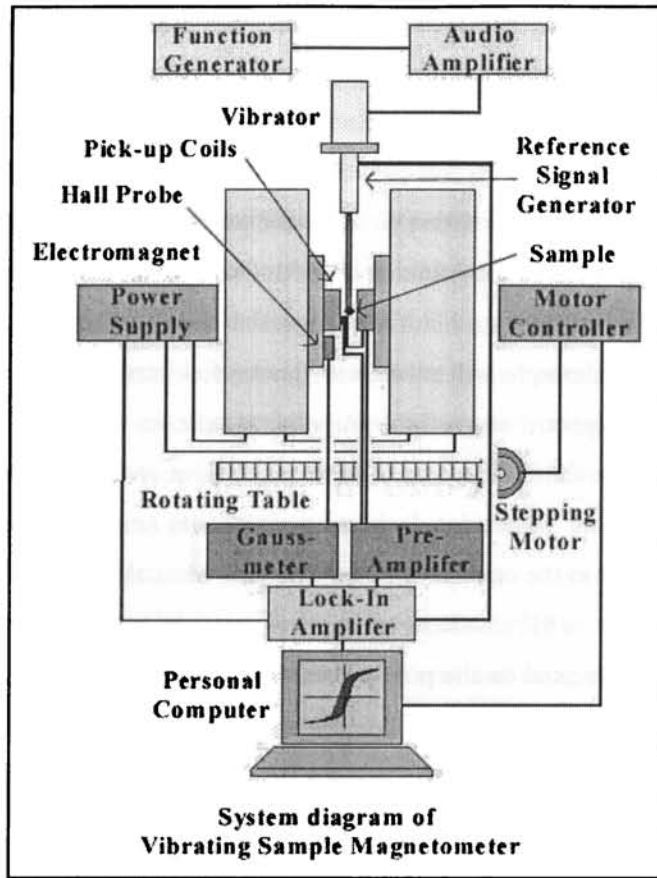 Function
Generator
Audio
Amplifier
Vibrator
Pick-up Coils
Hall Probe
Electromagnet
Reference
Signal
Generator
Sample
Power
Supply
Motor
Controller
Rotating Table
Stepping
Motor
Gauss-
meter
Pre-
Amplifer
Lock-In
Amplifer
Personal
Computer
System diagram of
Vibrating Sample Magnetometer